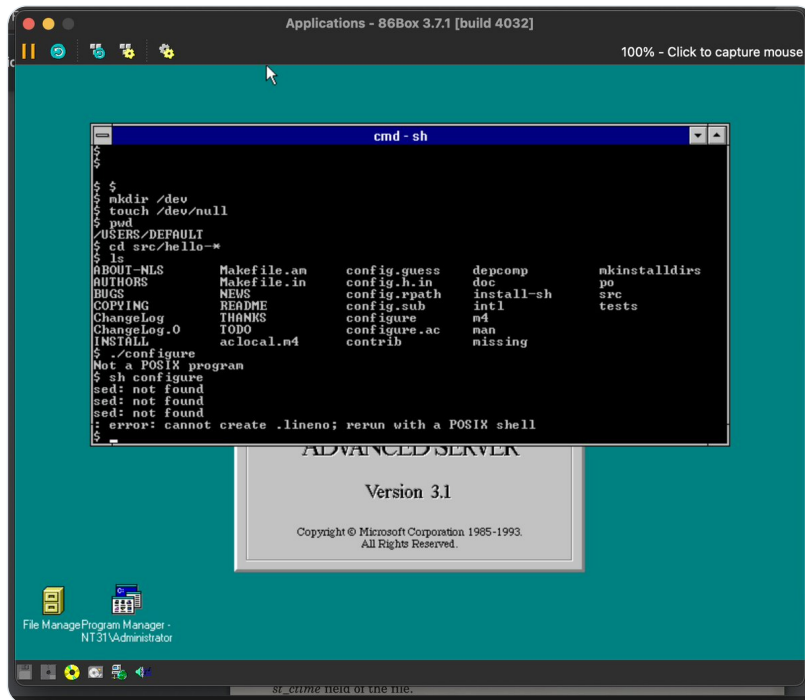 Applications - 86Box 3.7.1 [build 4032]
100% - Click to capture mouse
cmd - sh
$
$
$ $
$ mkdir /dev
$ touch /dev/null
$ pwd
/USERS/DEFAULT
$ cd src/hello-*
$ ls
ABOUT-NLS Makefile.am config.guess depcomp mkinstalldirs
AUTHORS Makefile.in config.h.in doc po
BUGS NEWS config.rpath install-sh src
COPYING README config.sub intl tests
ChangeLog THANKS configure m4
ChangeLog.O TODO configure.ac man
INSTALL aclocal.m4 contrib missing
$ ./configure
Not a POSIX program
$ sh configure
sed: not found
sed: not found
sed: not found
: error: cannot create .lineno; rerun with a POSIX shell
$
ADVANCED SERVER
Version 3.1
Copyright © Microsoft Corporation 1985-1993.
All Rights Reserved.
File Manage Program Manager -
NT31\Administrator
st_ctime field of the file.